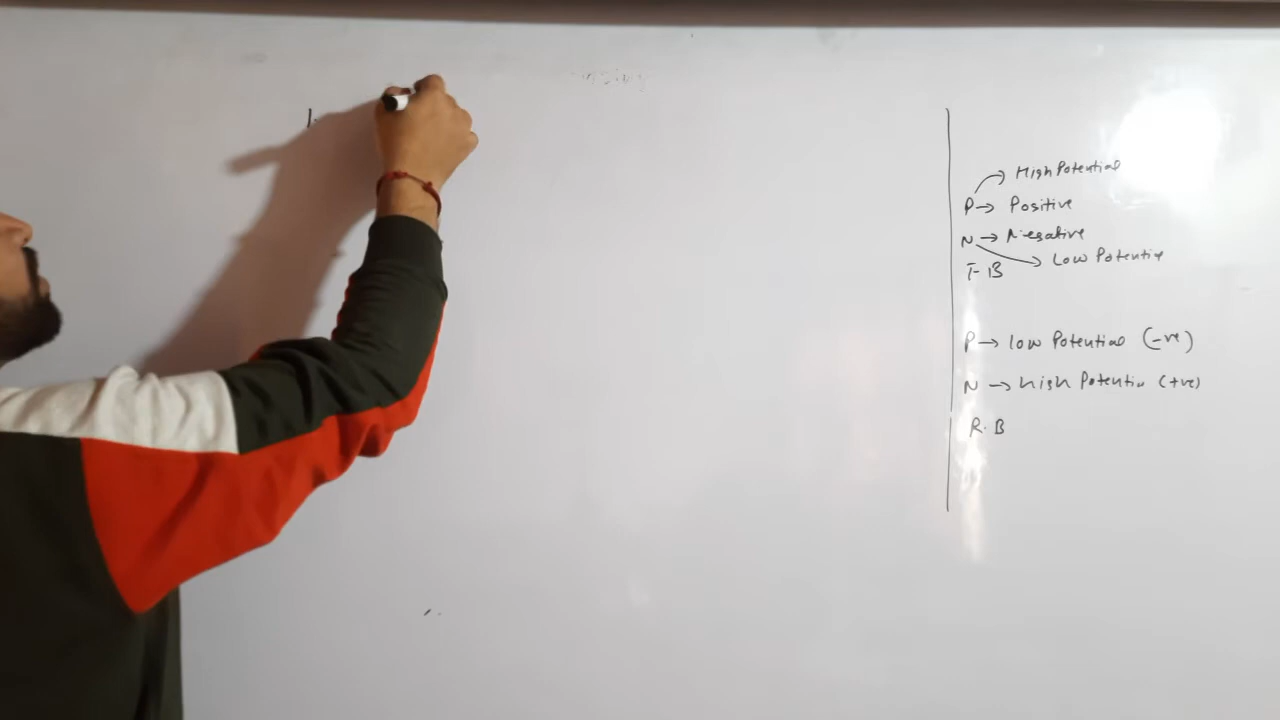 High Potential
P → Positive
N → Negative
Low Potential
F B
P → low Potential (-ve)
N → high Potential (+ve)
R. B